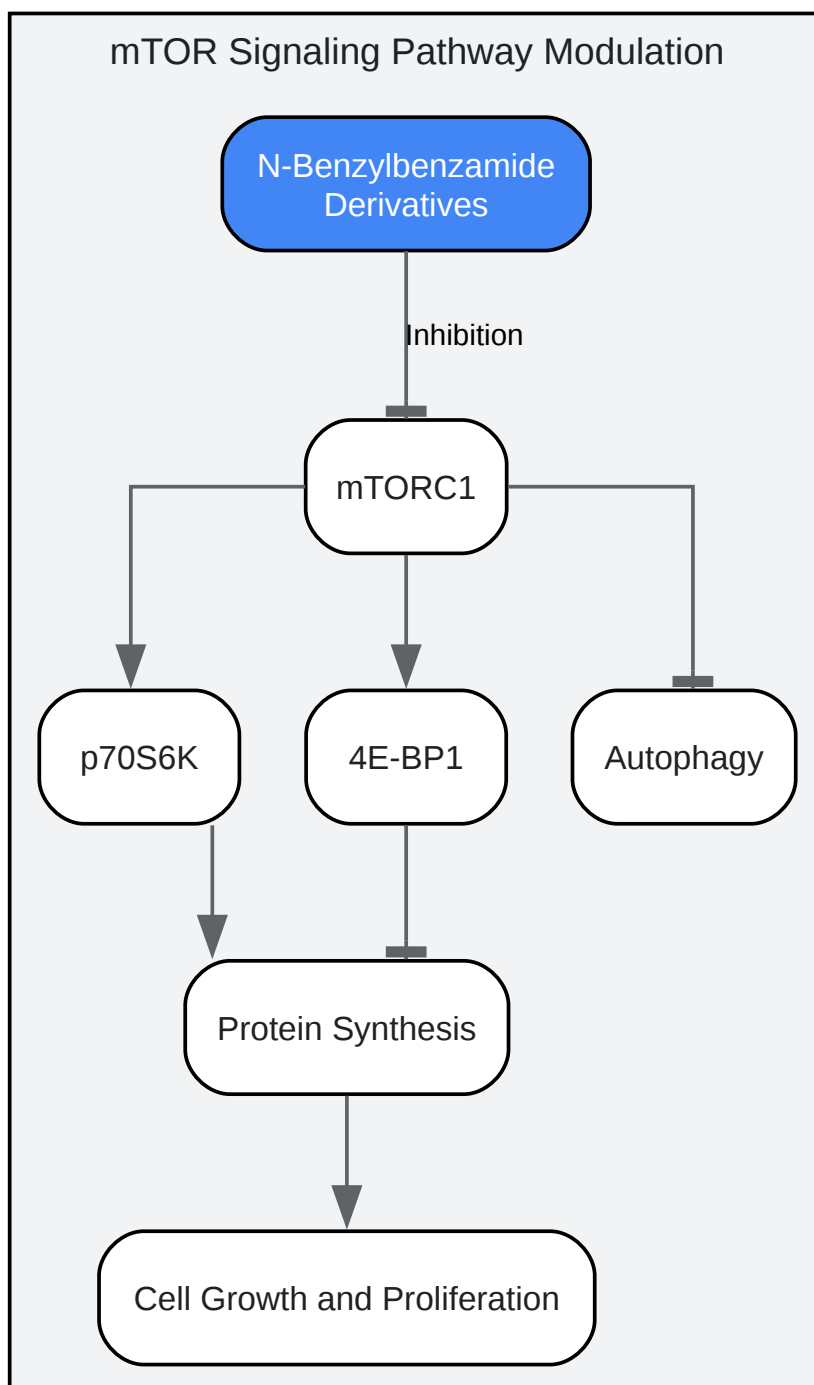 mTOR Signaling Pathway Modulation
N-Benzylbenzamide
Derivatives
Inhibition
mTORC1
p70S6K
4E-BP1
Autophagy
Protein Synthesis
Cell Growth and Proliferation